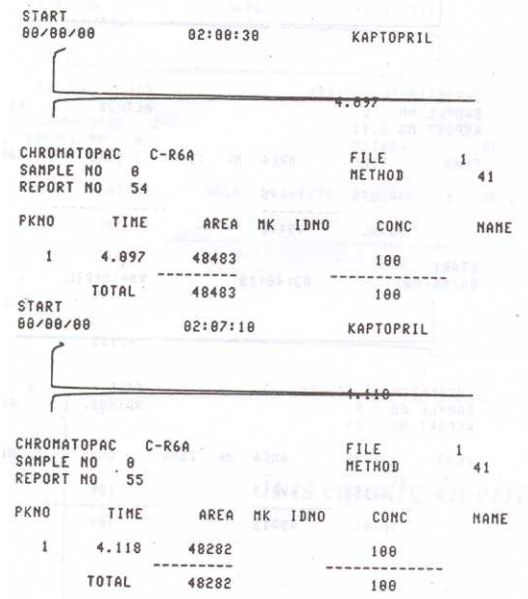 START
00/00/00 02:00:30 KAPTOPRIL
4.097
CHROMATOPAC C-R6A FILE 1
SAMPLE NO 0 METHOD 41
REPORT NO 54
PKNO TIME AREA MK IDNO CONC NAME
1 4.097 48483 100
TOTAL 48483 100
START
00/00/00 02:07:10 KAPTOPRIL
4.118
CHROMATOPAC C-R6A FILE 1
SAMPLE NO 0 METHOD 41
REPORT NO 55
PKNO TIME AREA MK IDNO CONC NAME
1 4.118 48282 100
TOTAL 48282 100